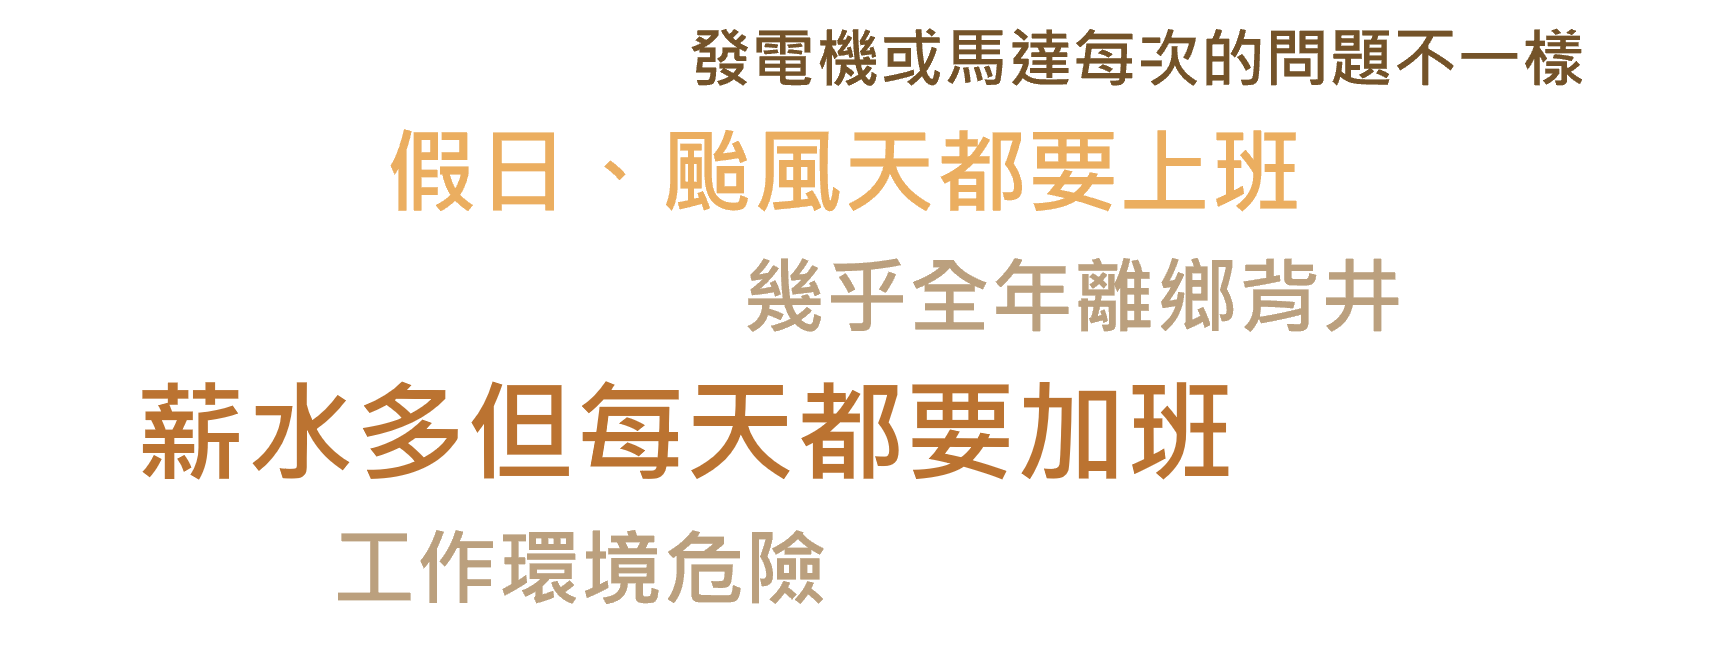 發電機或馬達每次的問題不一樣
假日、颱風天都要上班
幾乎全年離鄉背井
薪水多但每天都要加班
工作環境危險